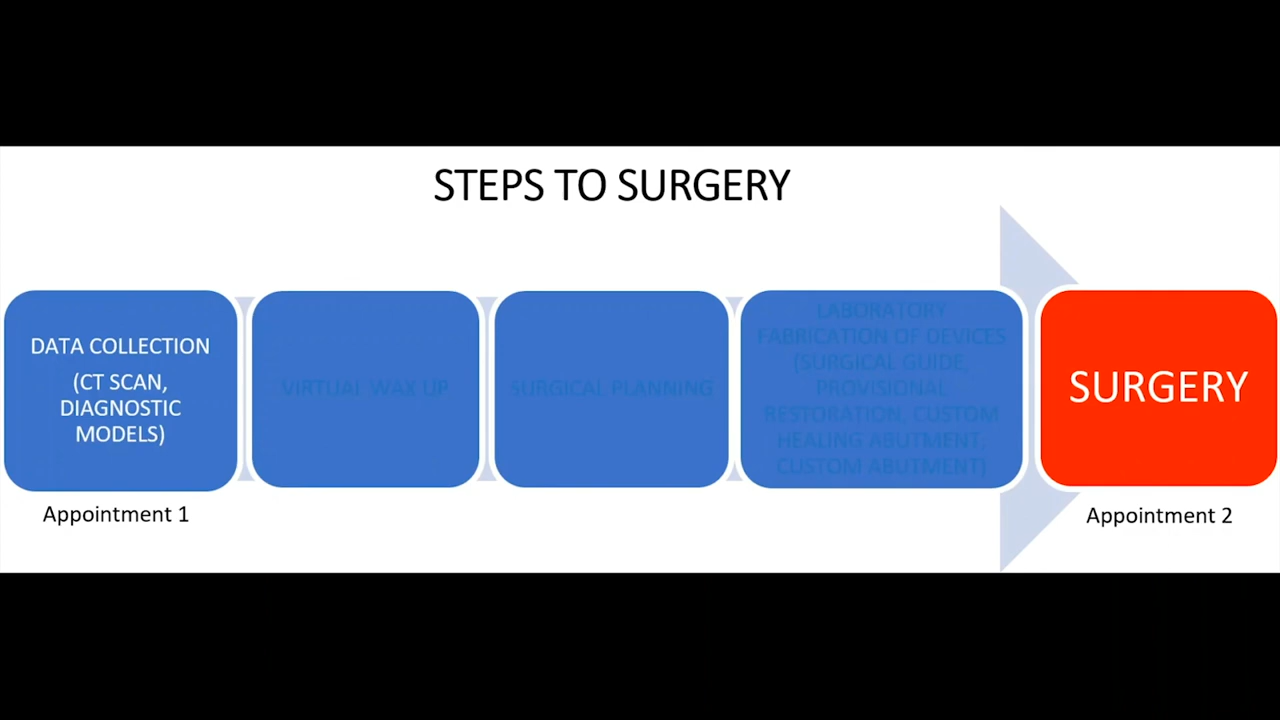 STEPS TO SURGERY
DATA COLLECTION
(CT SCAN,
DIAGNOSTIC
MODELS)
VIRTUAL WAX UP
SURGICAL PLANNING
LABORATORY
FABRICATION OF DEVICES
(SURGICAL GUIDE,
PROVISIONAL
RESTORATION, CUSTOM
HEALING ABUTMENT,
CUSTOM ABUTMENT)
SURGERY
Appointment 1
Appointment 2